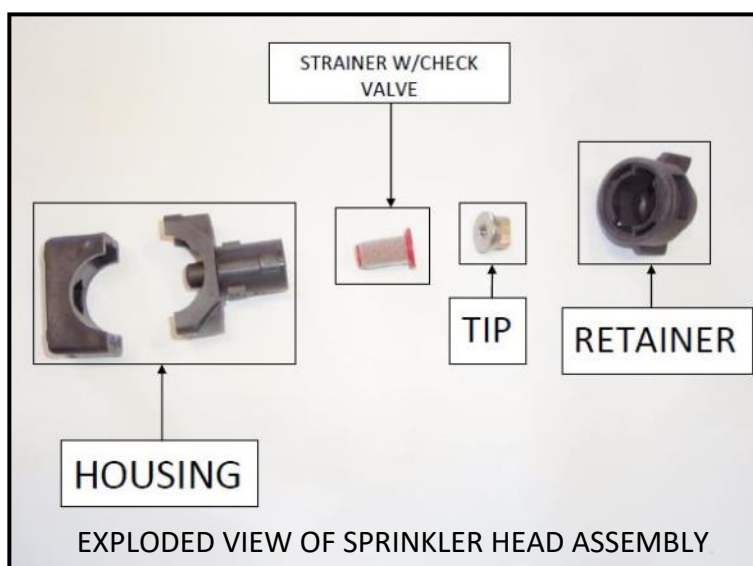 STRAINER W/CHECK
VALVE
TIP
RETAINER
HOUSING
EXPLODED VIEW OF SPRINKLER HEAD ASSEMBLY